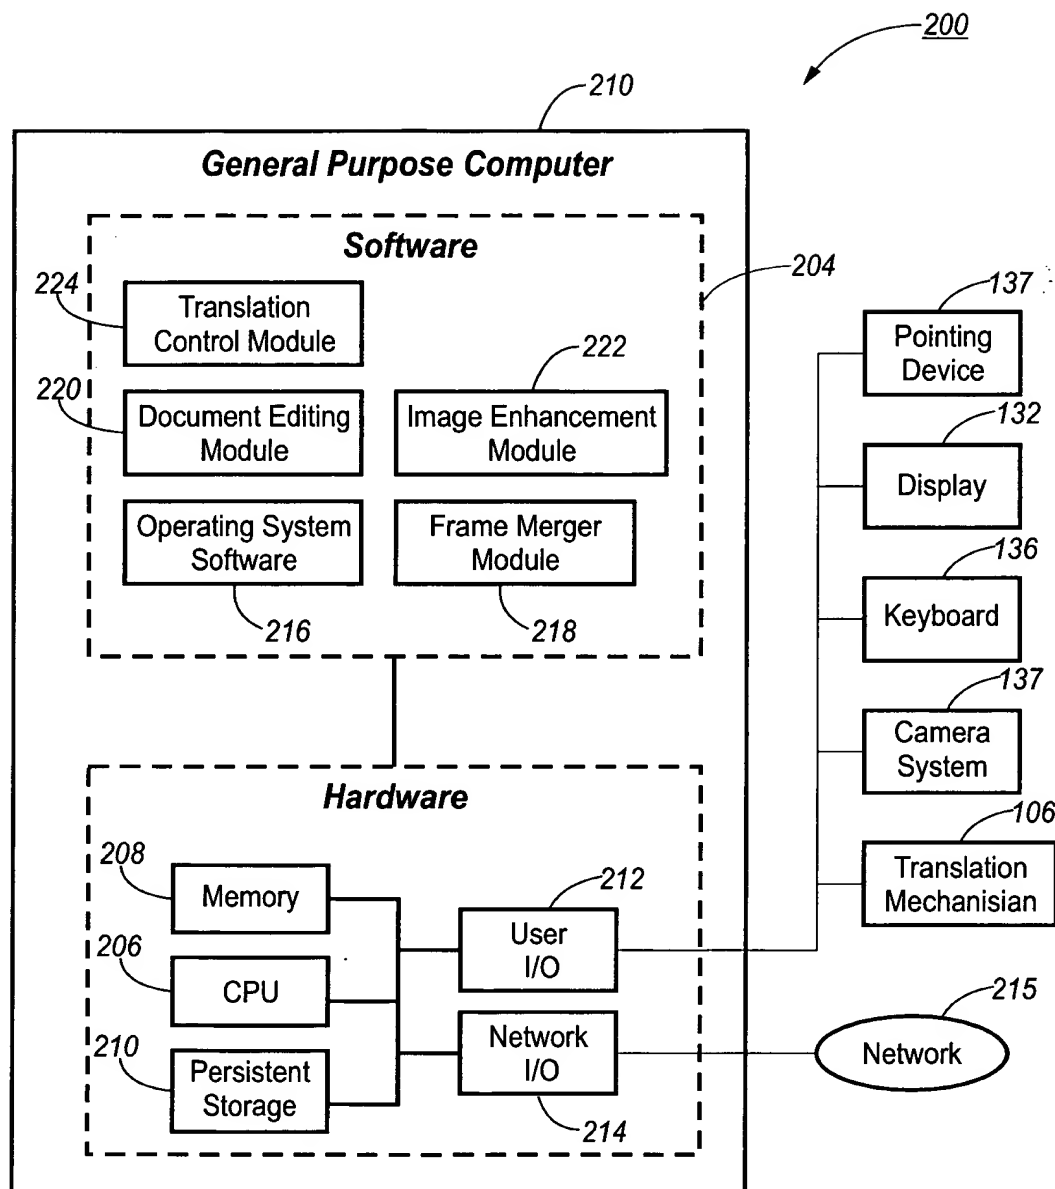 200
210
General Purpose Computer
Software
204
224
Translation
Control Module
222
220
Document Editing
Module
Image Enhancement
Module
Operating System
Software
Frame Merger
Module
216
218
137
Pointing
Device
132
Display
136
Keyboard
137
Camera
System
106
Translation
Mechanisian
Hardware
208
Memory
212
User
I/O
206
CPU
210
Persistent
Storage
Network
I/O
214
215
Network